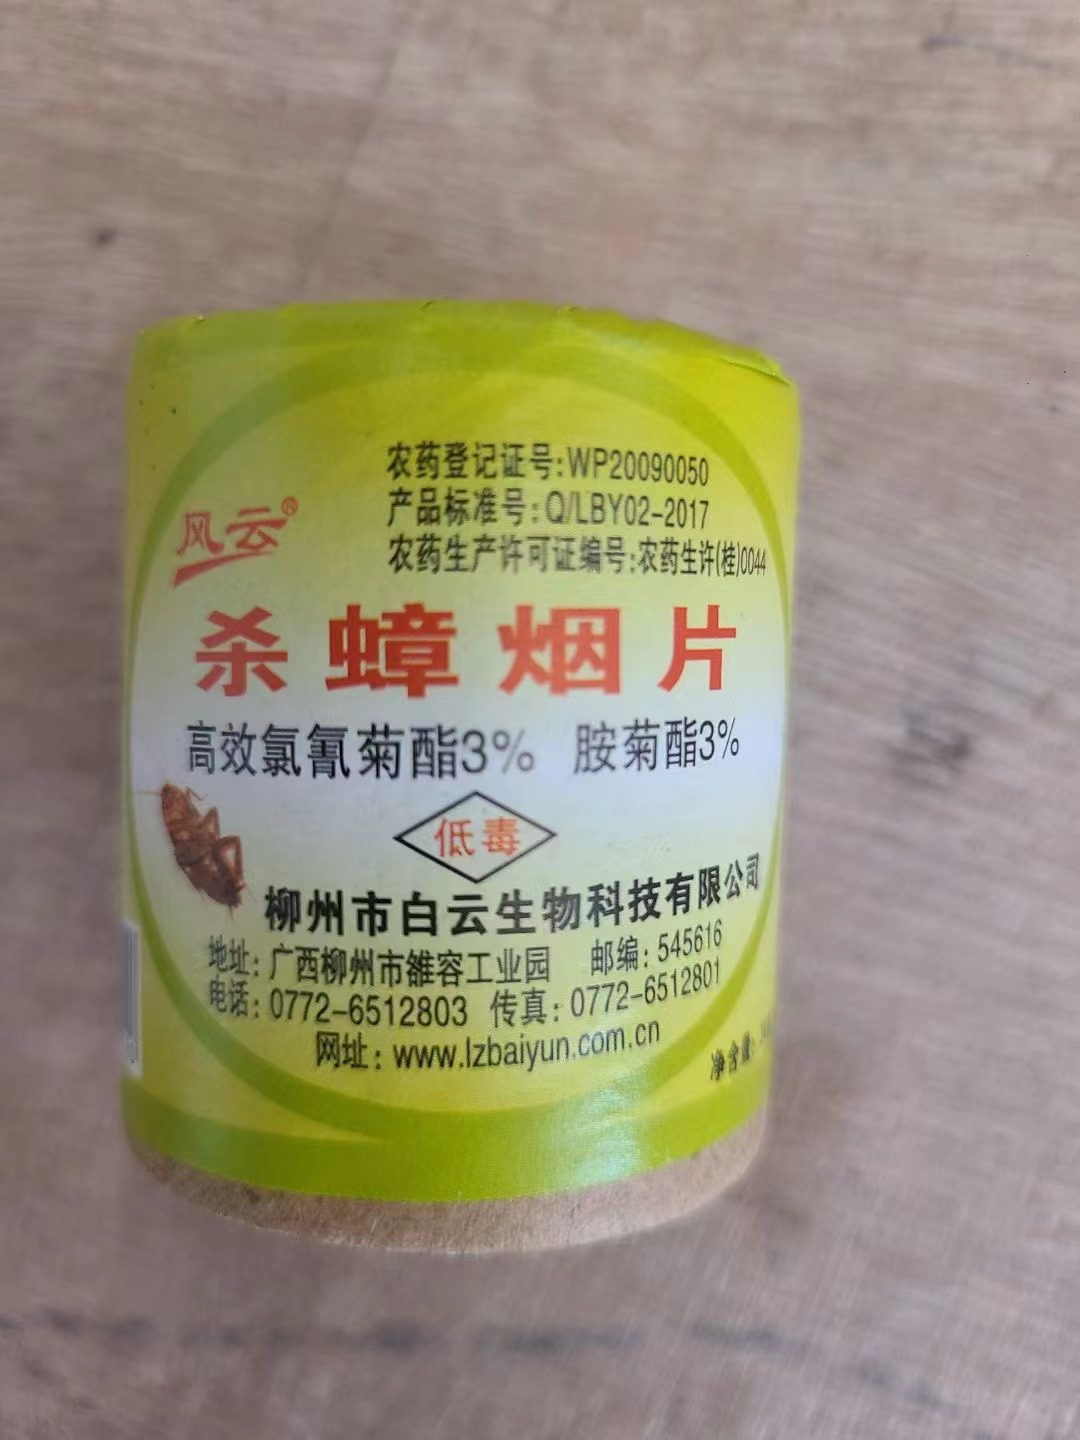 农药登记证号:WP20090050
产品标准号:Q/LBY02-2017
农药生产许可证编号:农药生许(桂)0044
风云®
杀蟑烟片
高效氯氰菊酯3% 胺菊酯3%
低毒
柳州市白云生物科技有限公司
地址:广西柳州市雒容工业园 邮编:545616
电话:0772-6512803 传真:0772-6512801
网址:www.lzbaiyun.com.cn
净含量: